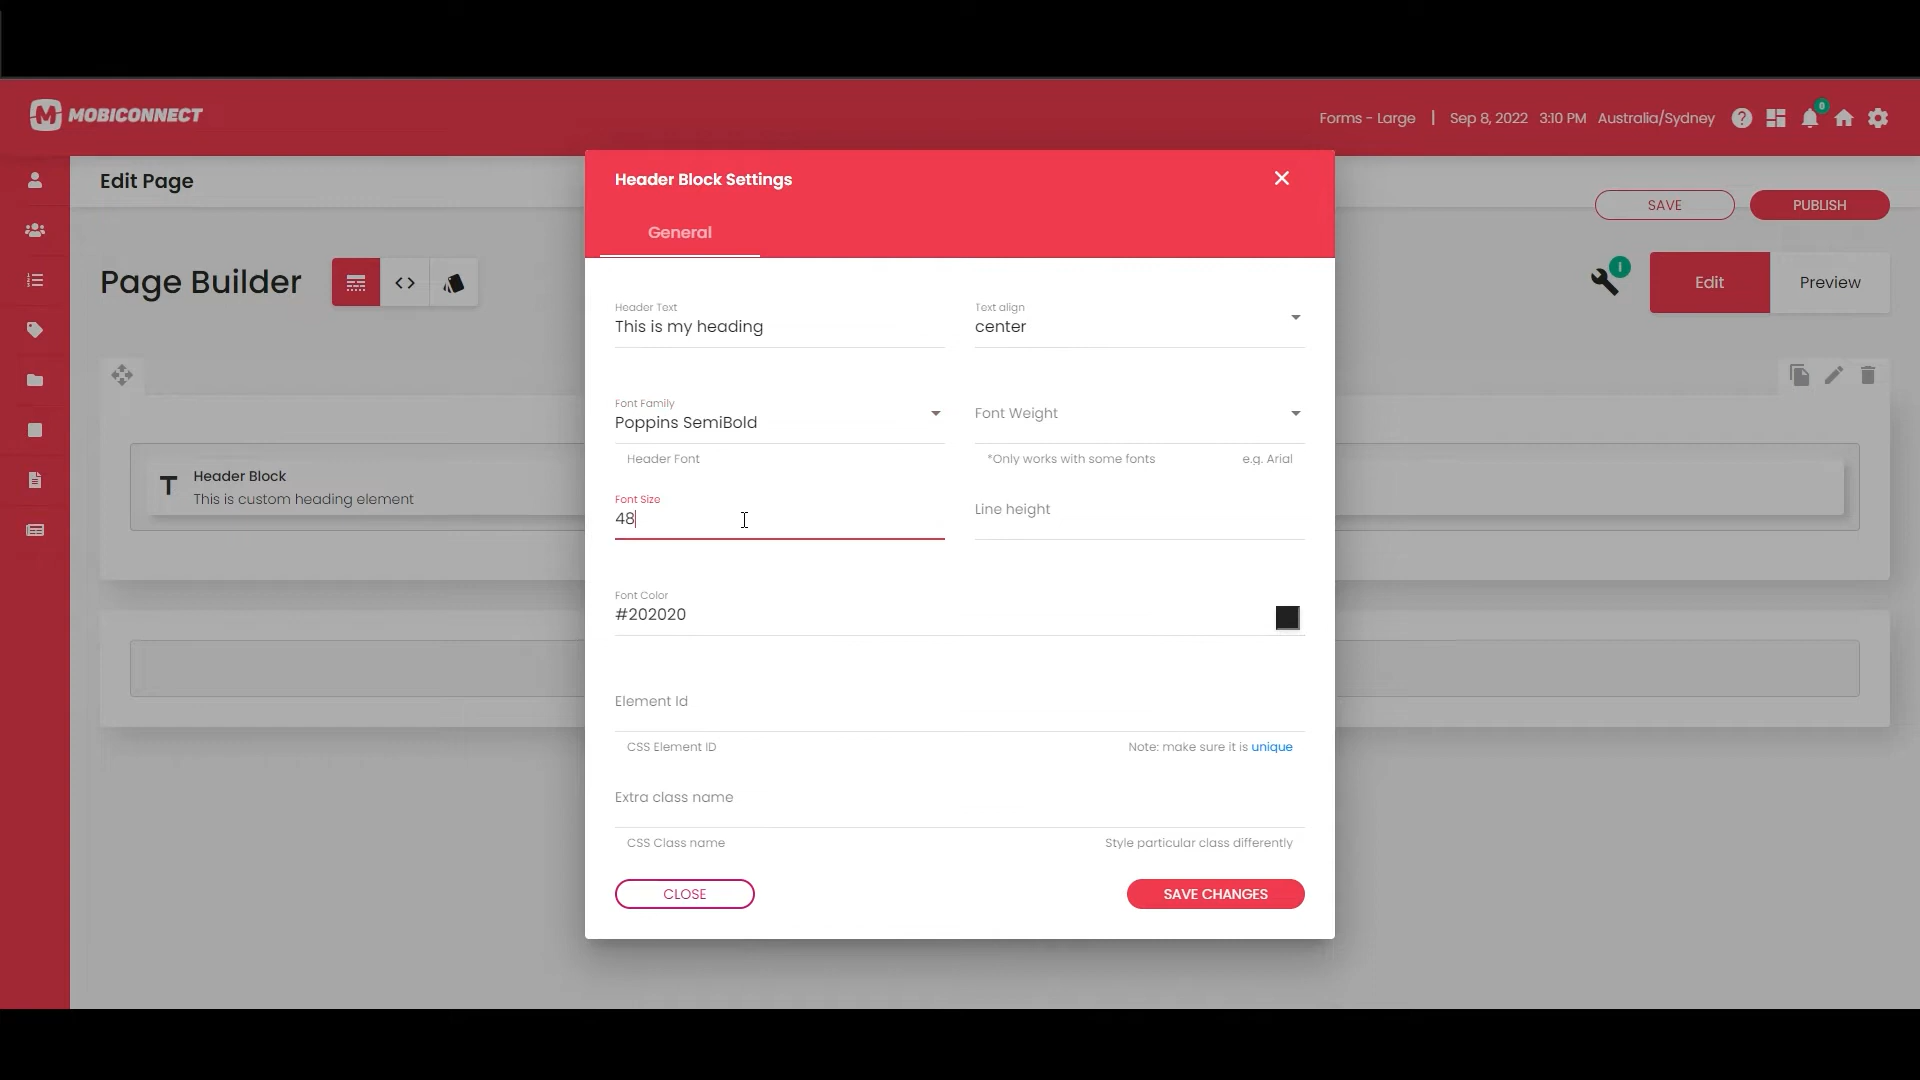 MOBICONNECT
Forms - Large | Sep 8, 2022 3:10 PM Australia/Sydney
0
Edit Page
SAVE
PUBLISH
Page Builder
Edit
Preview
Header Block
This is custom heading element
Header Block Settings
General
Header Text
This is my heading
Text align
center
Font Family
Poppins SemiBold
Header Font
Font Weight
*Only works with some fonts
e.g. Arial
Font Size
48
Line height
Font Color
#202020
Element Id
CSS Element ID
Note: make sure it is unique
Extra class name
CSS Class name
Style particular class differently
CLOSE
SAVE CHANGES